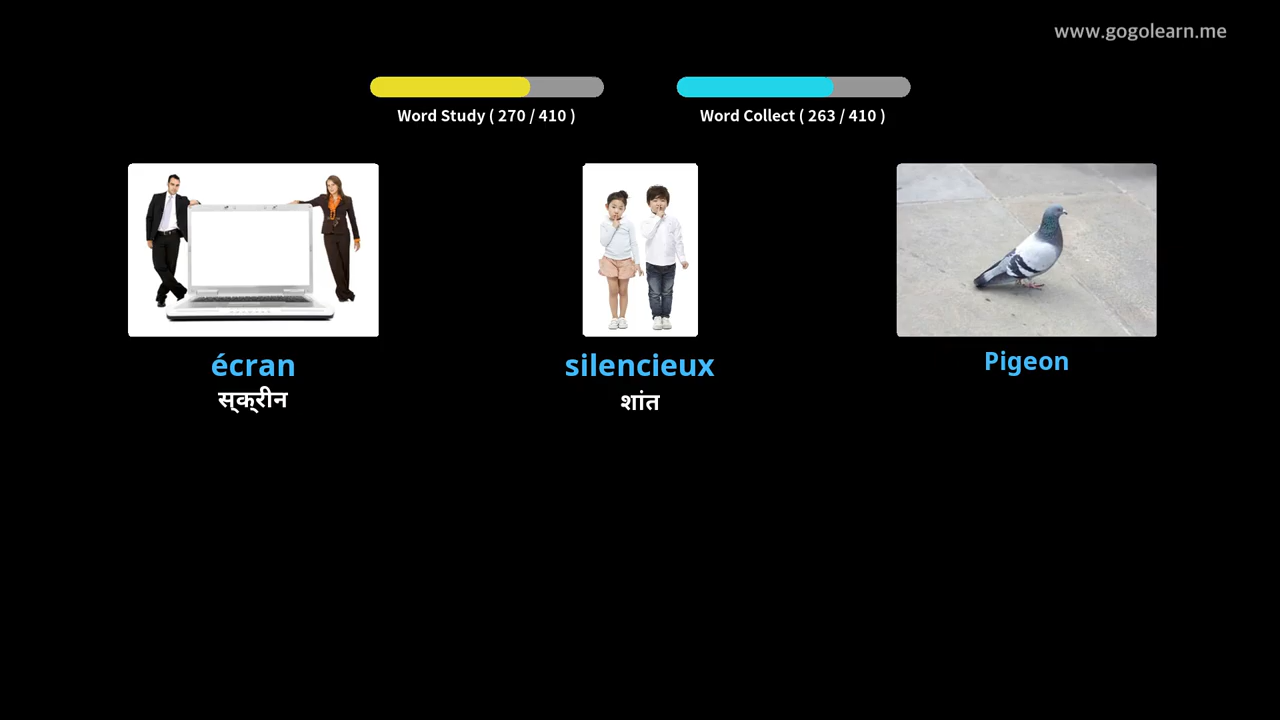 www.gogolearn.me
Word Study ( 270 / 410 )
Word Collect ( 263 / 410 )
écran
स्क्रीन
silencieux
शांत
Pigeon